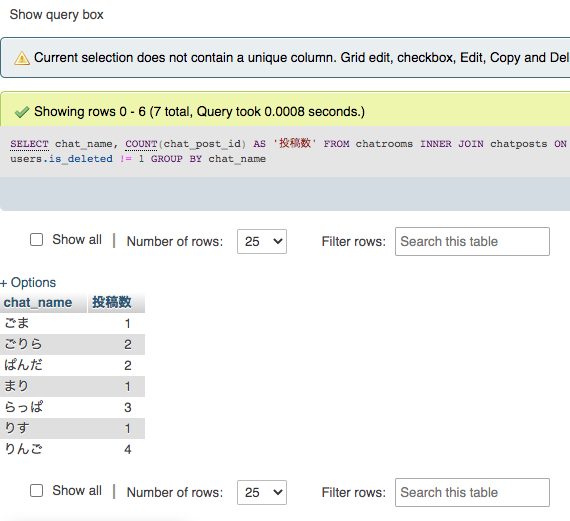 Show query box
Current selection does not contain a unique column. Grid edit, checkbox, Edit, Copy and Del
Showing rows 0 - 6 (7 total, Query took 0.0008 seconds.)
SELECT chat_name, COUNT(chat_post_id) AS '投稿数' FROM chatrooms INNER JOIN chatposts ON
users.is_deleted != 1 GROUP BY chat_name
Show all | Number of rows: 25 Filter rows: Search this table
+ Options
chat_name 投稿数
ごま 1
ごりら 2
ぱんだ 2
まり 1
らっぱ 3
りす 1
りんご 4
Show all | Number of rows: 25 Filter rows: Search this table